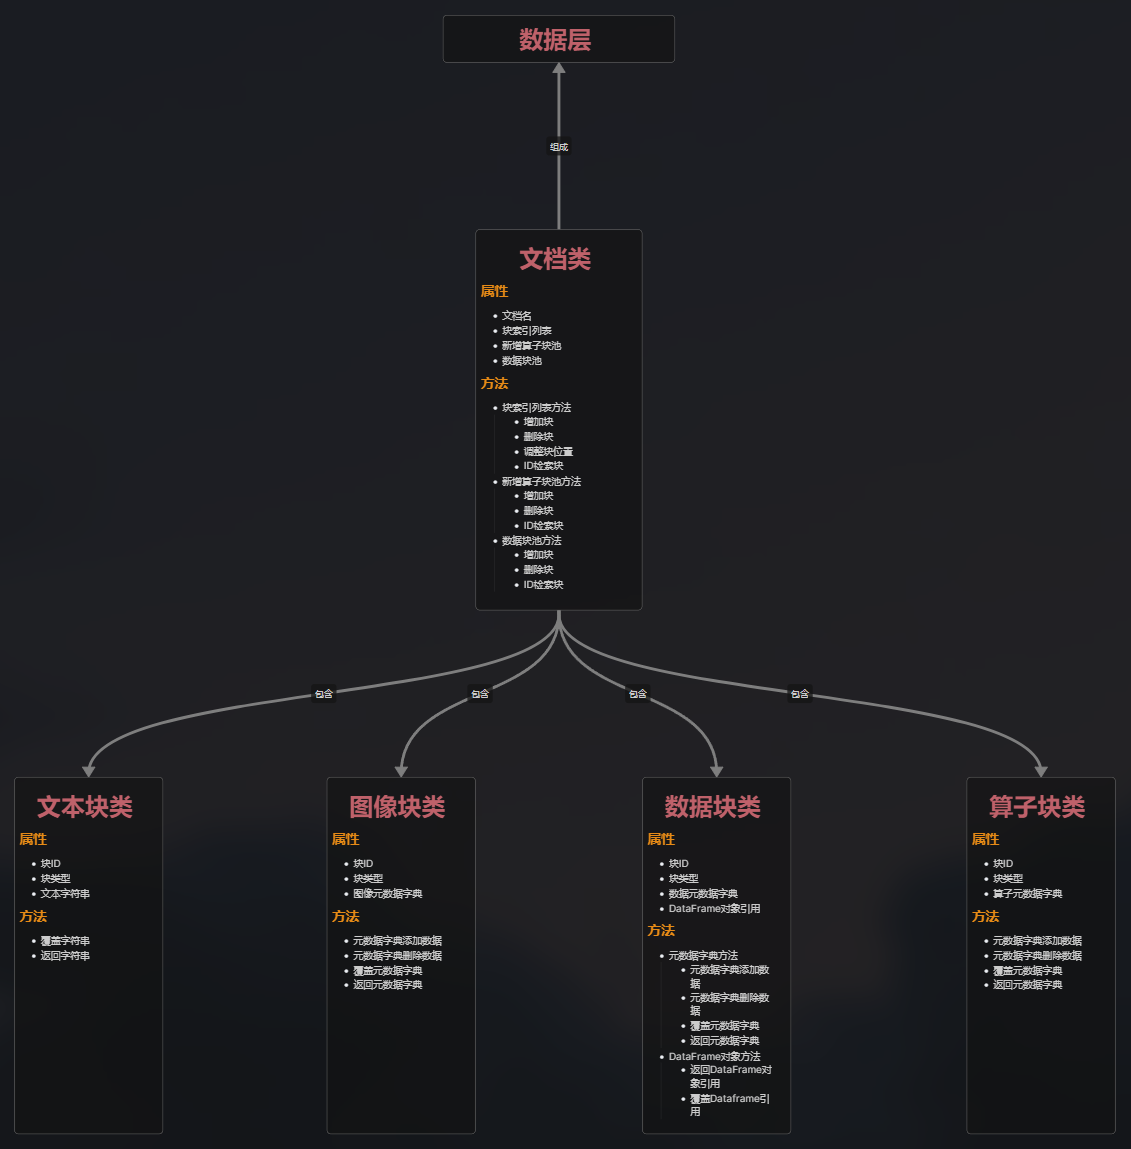 数据层
组成
文档类
属性
文档名
块索引列表
新增算子块池
数据块池
方法
块索引列表方法
增加块
删除块
调整块位置
ID检索块
新增算子块池方法
增加块
删除块
ID检索块
数据块池方法
增加块
删除块
ID检索块
包含
包含
包含
包含
文本块类
属性
块ID
块类型
文本字符串
方法
覆盖字符串
返回字符串
图像块类
属性
块ID
块类型
图像元数据字典
方法
元数据字典添加数据
元数据字典删除数据
覆盖元数据字典
返回元数据字典
数据块类
属性
块ID
块类型
数据元数据字典
DataFrame对象引用
方法
元数据字典方法
元数据字典添加数
据
元数据字典删除数
据
覆盖元数据字典
返回元数据字典
DataFrame对象方法
返回DataFrame对
象引用
覆盖Dataframe引
用
算子块类
属性
块ID
块类型
算子元数据字典
方法
元数据字典添加数据
元数据字典删除数据
覆盖元数据字典
返回元数据字典